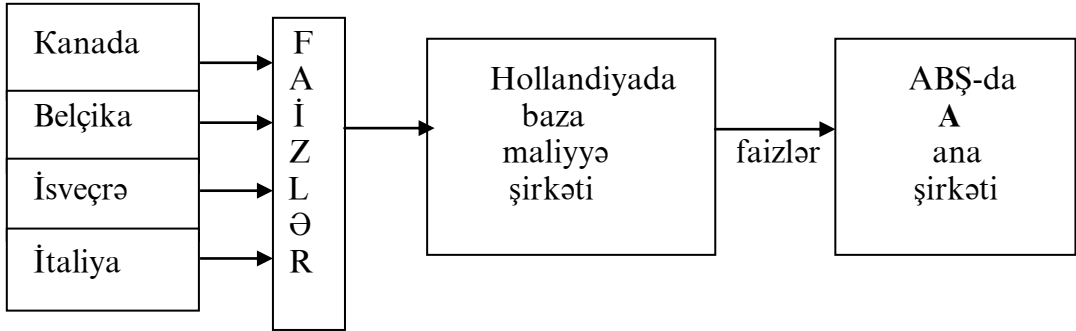 Kanada
Belçika
İsveçrə
İtaliya
F
A
İ
Z
L
Ə
R
Hollandiyada
baza
maliyyə
şirkəti
faizlər
ABŞ-da
A
ana
şirkəti